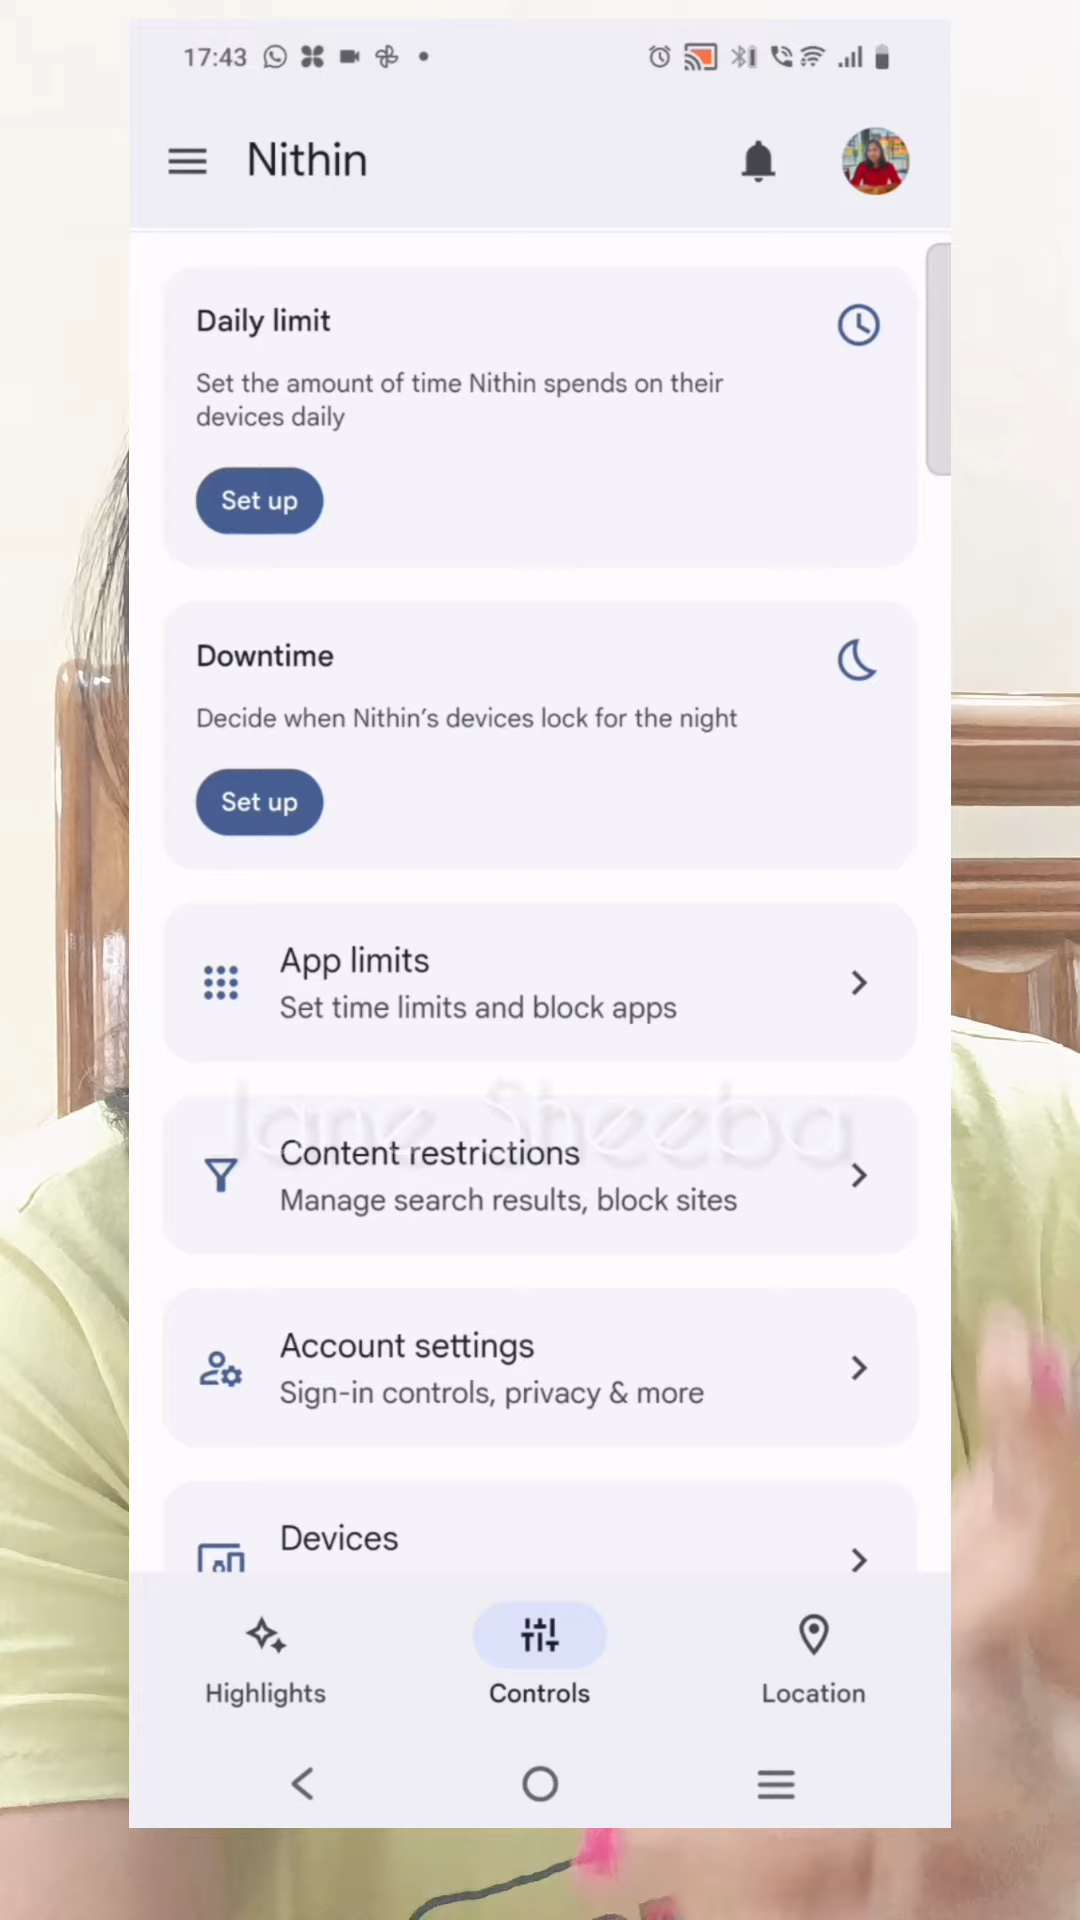 17:43
Nithin
Daily limit
Set the amount of time Nithin spends on their
devices daily
Set up
Downtime
Decide when Nithin’s devices lock for the night
Set up
App limits
Set time limits and block apps
Jane Sheeba
Content restrictions
Manage search results, block sites
Account settings
Sign-in controls, privacy & more
Devices
Highlights
Controls
Location